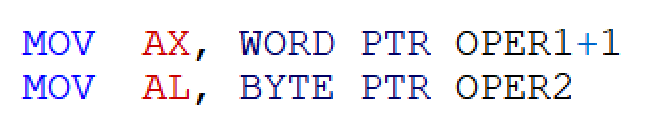 MOV  AX, WORD PTR OPER1+1
MOV  AL, BYTE PTR OPER2